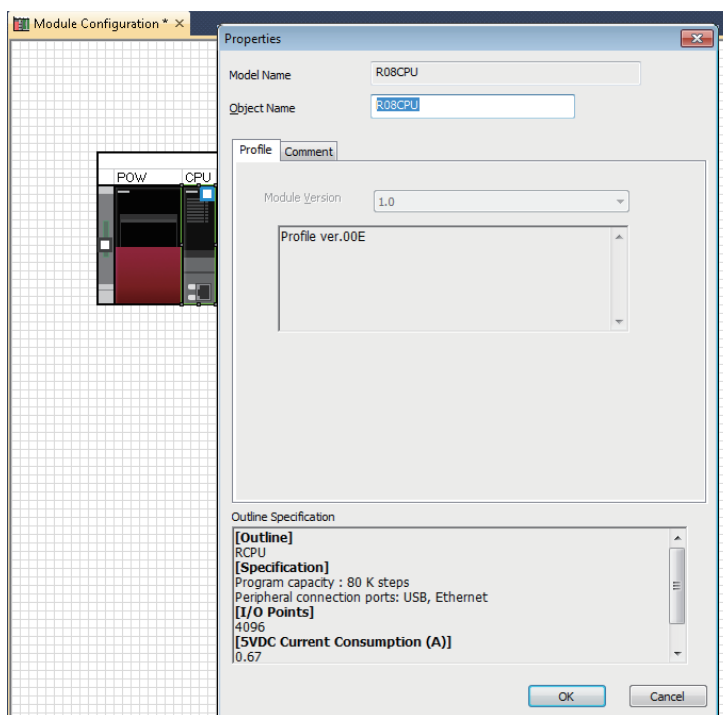 Module Configuration *
Properties
Model Name
R08CPU
Object Name
R08CPU
POW
CPU
Profile
Comment
Module Version
1.0
Profile ver.00E
Outline Specification
[Outline]
RCPU
[Specification]
Program capacity : 80 K steps
Peripheral connection ports: USB, Ethernet
[I/O Points]
4096
[5VDC Current Consumption (A)]
0.67
OK
Cancel